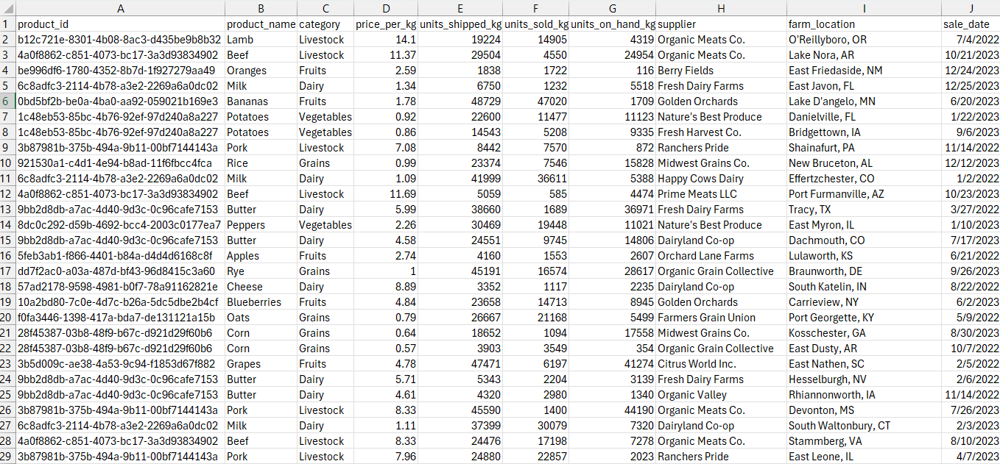 A B C D E F G H I J
1 product_id product_name category price_per_kg units_shipped_kg units_sold_kg units_on_hand_kg supplier farm_location sale_date
2 b12c721e-8301-4b08-8ac3-d435be9b8b32 Lamb Livestock 14.1 19224 14905 4319 Organic Meats Co. O'Reillyboro, OR 7/4/2022
3 4a0f8862-c851-4073-bc17-3a3d93834902 Beef Livestock 11.37 29504 4550 24954 Organic Meats Co. Lake Nora, AR 10/21/2023
4 be996df6-1780-4352-8b7d-1f927279aa49 Oranges Fruits 2.59 1838 1722 116 Berry Fields East Friedaside, NM 12/24/2023
5 6c8adfc3-2114-4b78-a3e2-2269a6a0dc02 Milk Dairy 1.34 6750 1232 5518 Fresh Dairy Farms East Javon, FL 12/25/2023
6 0bd5bf2b-be0a-4ba0-aa92-059021b169e3 Bananas Fruits 1.78 48729 47020 1709 Golden Orchards Lake D'angelo, MN 6/20/2023
7 1c48eb53-85bc-4b76-92ef-97d240a8a227 Potatoes Vegetables 0.92 22600 11477 11123 Nature's Best Produce Danielville, FL 1/22/2023
8 1c48eb53-85bc-4b76-92ef-97d240a8a227 Potatoes Vegetables 0.86 14543 5208 9335 Fresh Harvest Co. Bridgettown, IA 9/6/2023
9 3b87981b-375b-494a-9b11-00bf7144143a Pork Livestock 7.08 8442 7570 872 Ranchers Pride Shainafurt, PA 11/14/2022
10 921530a1-c4d1-4e94-b8ad-11f6fbcc4fca Rice Grains 0.99 23374 7546 15828 Midwest Grains Co. New Bruceton, AL 12/12/2023
11 6c8adfc3-2114-4b78-a3e2-2269a6a0dc02 Milk Dairy 1.09 41999 36611 5388 Happy Cows Dairy Effertzchester, CO 1/2/2022
12 4a0f8862-c851-4073-bc17-3a3d93834902 Beef Livestock 11.69 5059 585 4474 Prime Meats LLC Port Furmanville, AZ 10/23/2023
13 9bb2d8db-a7ac-4d40-9d3c-0c96cafe7153 Butter Dairy 5.99 38660 1689 36971 Fresh Dairy Farms Tracy, TX 3/27/2022
14 8dc0c292-d59b-4692-bcc4-2003c0177ea7 Peppers Vegetables 2.26 30469 19448 11021 Nature's Best Produce East Myron, IL 1/10/2023
15 9bb2d8db-a7ac-4d40-9d3c-0c96cafe7153 Butter Dairy 4.58 24551 9745 14806 Dairyland Co-op Dachmouth, CO 7/17/2023
16 5feb3ab1-f866-4401-b84a-d4d4d6168c8f Apples Fruits 2.74 4160 1553 2607 Orchard Lane Farms Lulaworth, KS 6/21/2022
17 dd7f2ac0-a03a-487d-bf43-96d8415c3a60 Rye Grains 1 45191 16574 28617 Organic Grain Collective Braunworth, DE 9/26/2023
18 57ad2178-9598-4981-b0f7-78a91162821e Cheese Dairy 8.89 3352 1117 2235 Dairyland Co-op South Katelin, IN 8/22/2022
19 10a2bd80-7c0e-4d7c-b26a-5dc5dbe2b4cf Blueberries Fruits 4.84 23658 14713 8945 Golden Orchards Carrieview, NY 6/2/2023
20 f0fa3446-1398-417a-bda7-de131121a15b Oats Grains 0.79 26667 21168 5499 Farmers Grain Union Port Georgette, KY 5/9/2022
21 28f45387-03b8-48f9-b67c-d921d29f60b6 Corn Grains 0.64 18652 1094 17558 Midwest Grains Co. Kosschester, GA 8/30/2023
22 28f45387-03b8-48f9-b67c-d921d29f60b6 Corn Grains 0.57 3903 3549 354 Organic Grain Collective East Dusty, AR 10/7/2022
23 3b5d009c-ae38-4a53-9c94-f1853d67f882 Grapes Fruits 4.78 47471 6197 41274 Citrus World Inc. East Nathen, SC 2/5/2022
24 9bb2d8db-a7ac-4d40-9d3c-0c96cafe7153 Butter Dairy 5.71 5343 2204 3139 Fresh Dairy Farms Hesselburgh, NV 2/6/2022
25 9bb2d8db-a7ac-4d40-9d3c-0c96cafe7153 Butter Dairy 4.61 4320 2980 1340 Organic Valley Rhiannonworth, IA 11/14/2022
26 3b87981b-375b-494a-9b11-00bf7144143a Pork Livestock 8.33 45590 1400 44190 Organic Meats Co. Devonton, MS 7/26/2023
27 6c8adfc3-2114-4b78-a3e2-2269a6a0dc02 Milk Dairy 1.11 37399 30079 7320 Dairyland Co-op South Waltonbury, CT 2/3/2023
28 4a0f8862-c851-4073-bc17-3a3d93834902 Beef Livestock 8.33 24476 17198 7278 Organic Meats Co. Stammberg, VA 8/10/2023
29 3b87981b-375b-494a-9b11-00bf7144143a Pork Livestock 7.96 24880 22857 2023 Ranchers Pride East Leone, IL 4/7/2023